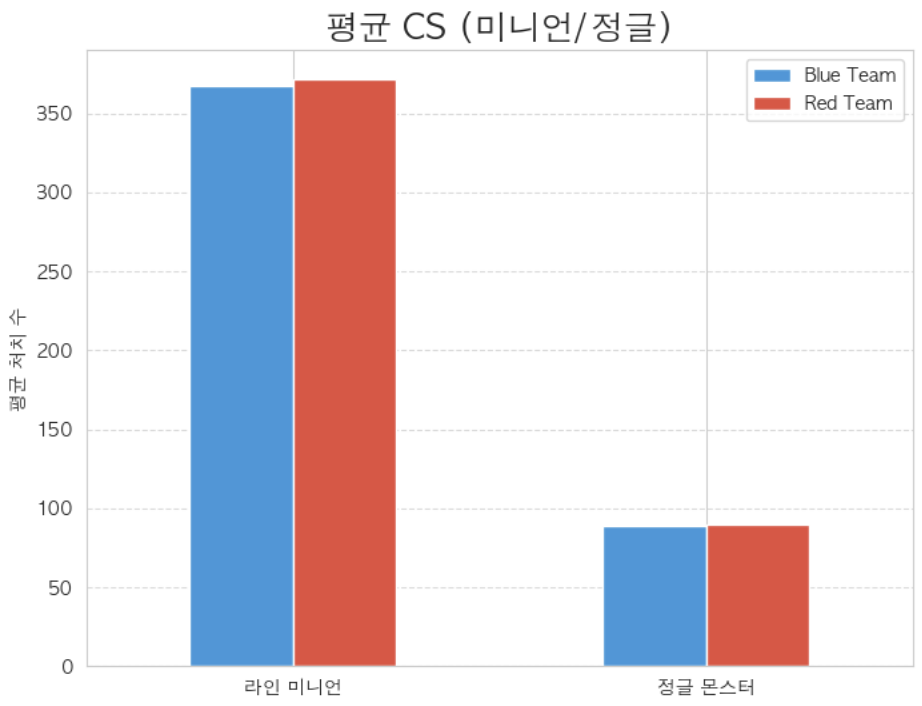 평균 CS (미니언/정글)
Blue Team
Red Team
평균 처치 수
350
300
250
200
150
100
50
0
라인 미니언
정글 몬스터